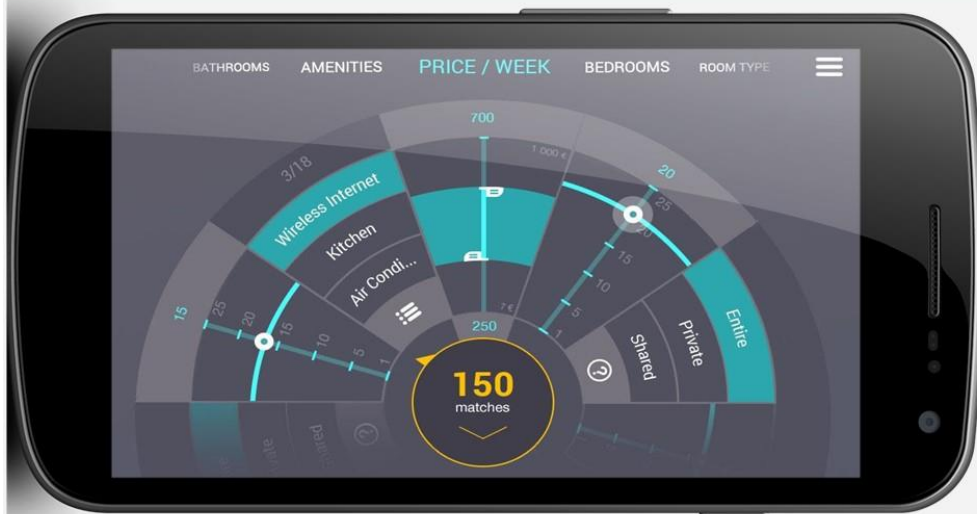 BATHROOMS
AMENITIES
PRICE / WEEK
BEDROOMS
ROOM TYPE
3/18
Wireless Internet
Kitchen
Air Condi...
700
1 000 €
1 €
250
20
25
20
15
10
5
1
Entire
Private
Shared
?
15
25
20
15
10
5
1
150
matches
Shared
?